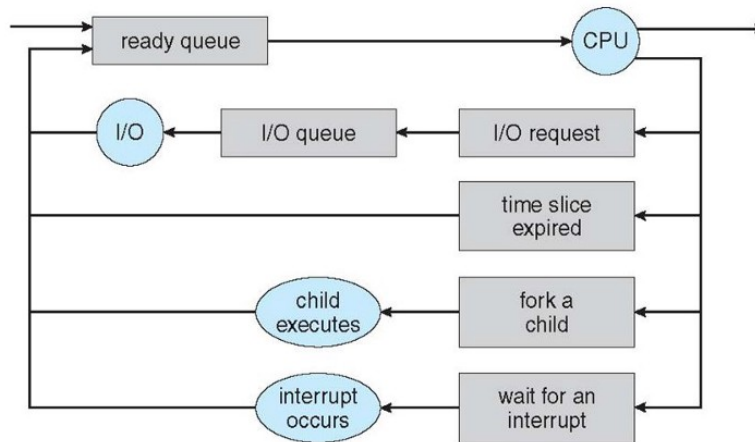 ready queue
CPU
I/O
I/O queue
I/O request
time slice
expired
child
executes
fork a
child
interrupt
occurs
wait for an
interrupt